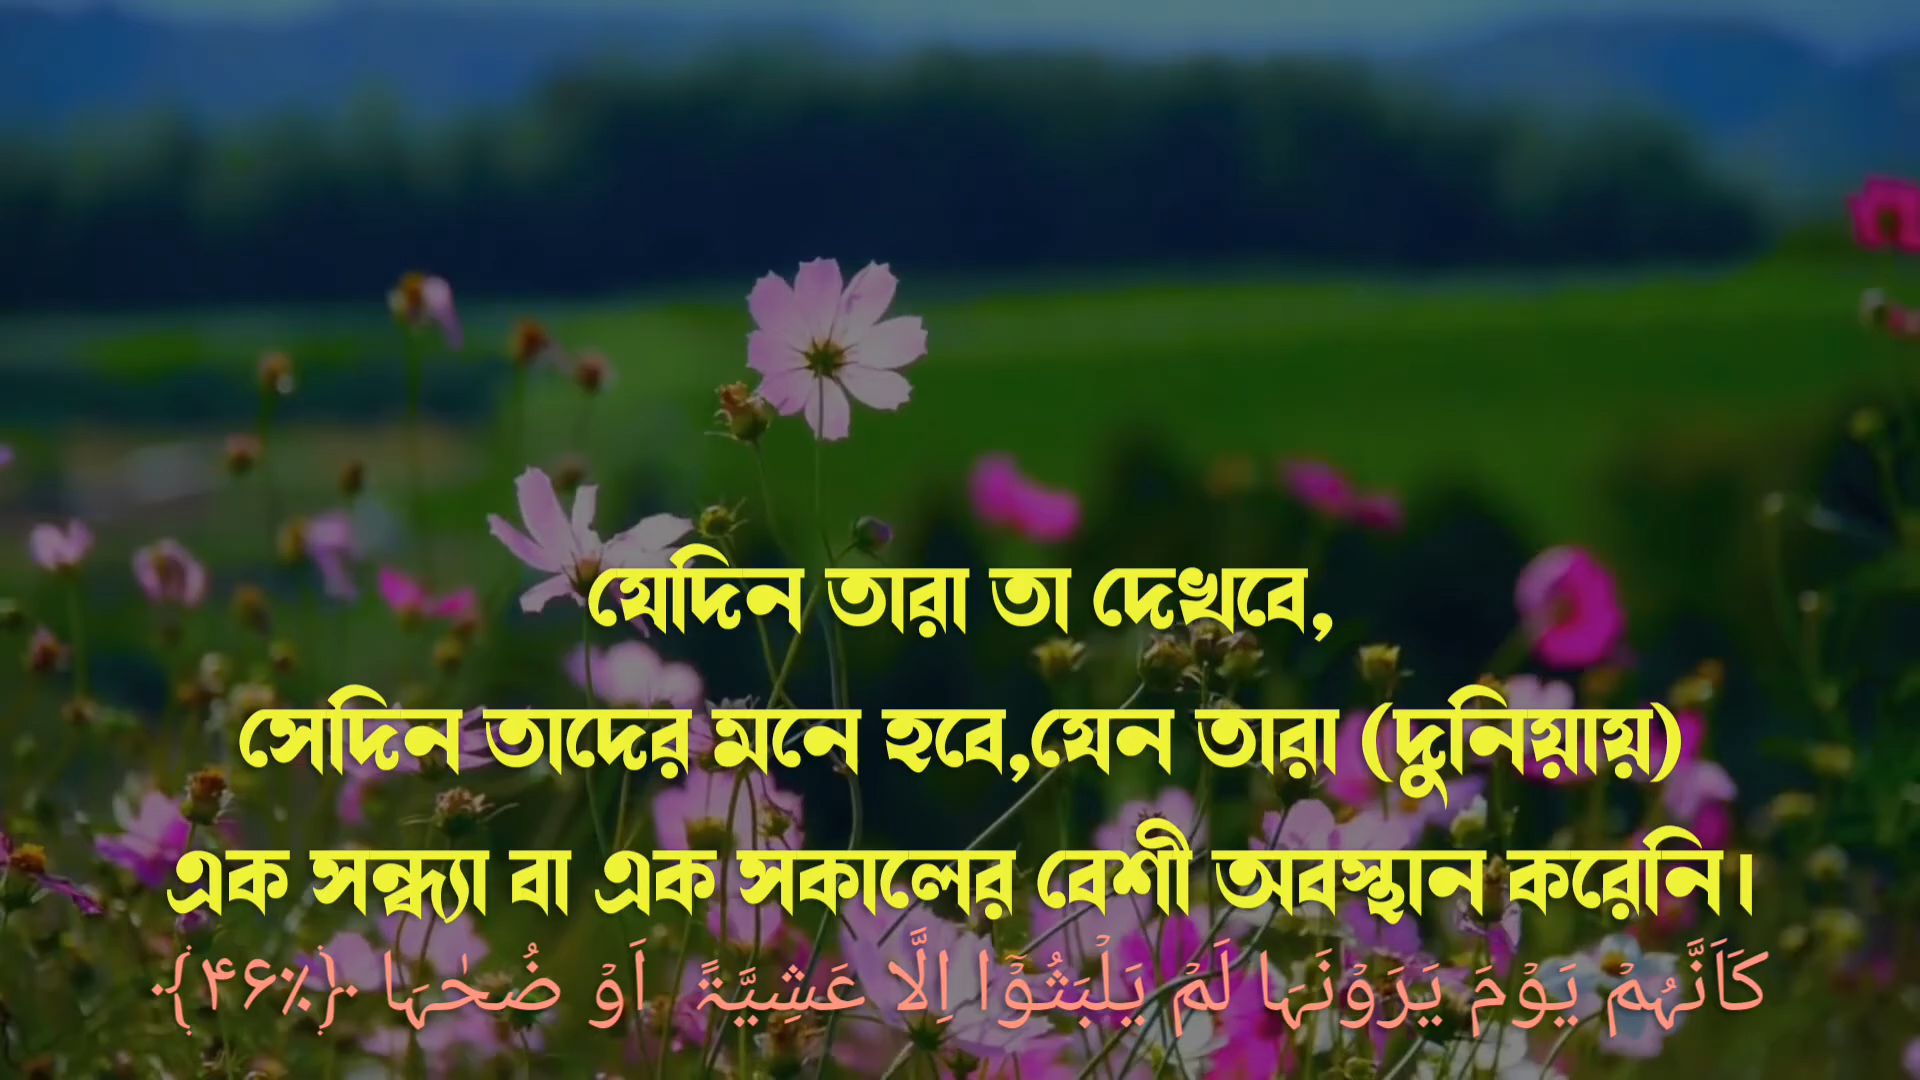 যেদিন তারা তা দেখবে,
সেদিন তাদের মনে হবে,যেন তারা (দুনিয়ায়)
এক সন্ধ্যা বা এক সকালের বেশী অবস্থান করেনি।
کَاَنَّہُمۡ یَوۡمَ یَرَوۡنَہَا لَمۡ یَلۡبَثُوۡۤا اِلَّا عَشِیَّۃً اَوۡ ضُحٰہَا ﴿٪۴۶﴾